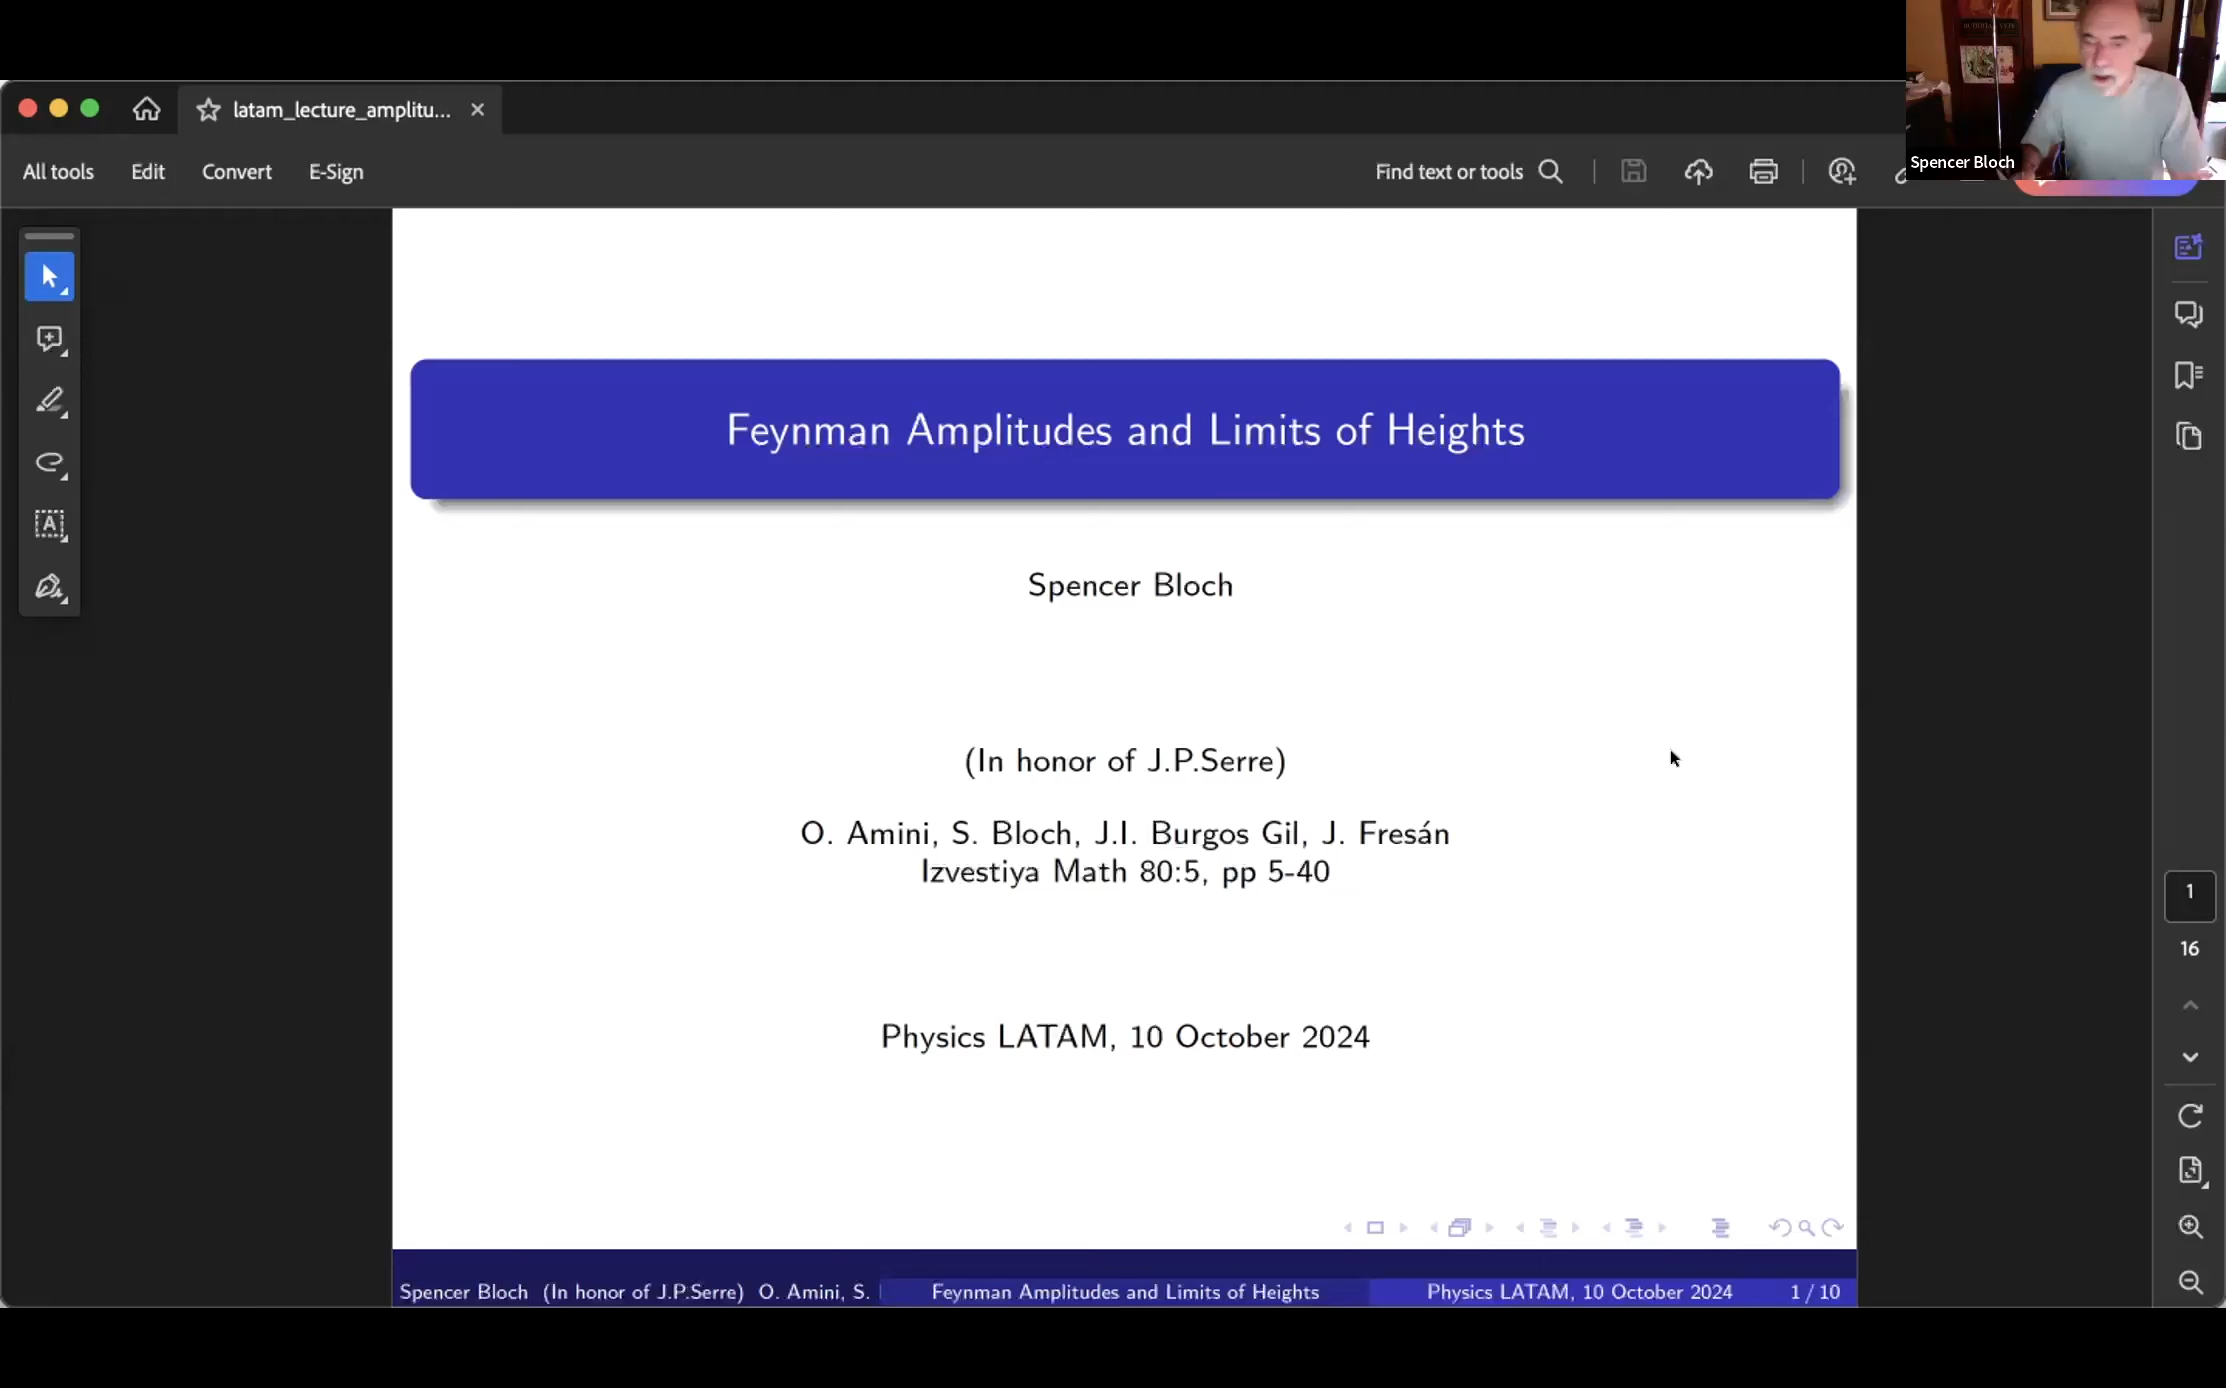 latam_lecture_amplitu...
All tools
Edit
Convert
E-Sign
Find text or tools
Spencer Bloch
Feynman Amplitudes and Limits of Heights
Spencer Bloch
(In honor of J.P.Serre)
O. Amini, S. Bloch, J.I. Burgos Gil, J. Fresán
Izvestiya Math 80:5, pp 5-40
Physics LATAM, 10 October 2024
1
16
Spencer Bloch (In honor of J.P.Serre) O. Amini, S.
Feynman Amplitudes and Limits of Heights
Physics LATAM, 10 October 2024
1 / 10